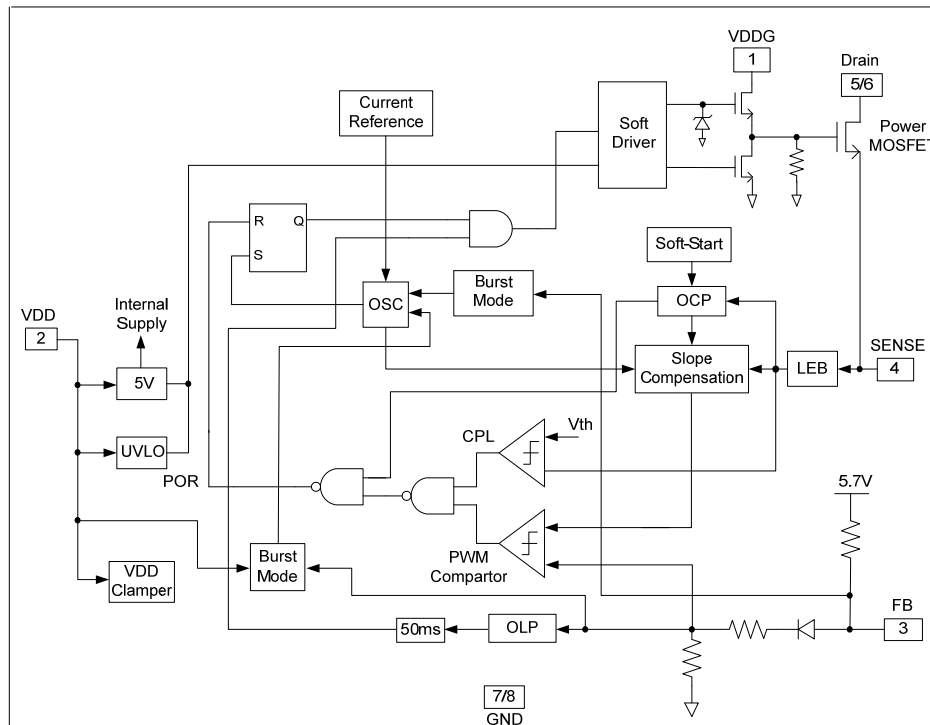 VDDG
1
Drain
5/6
Power
MOSFET
Current
Reference
Soft
Driver
R
Q
S
Soft-Start
OSC
Burst
Mode
OCP
Internal
Supply
VDD
2
5V
Slope
Compensation
LEB
SENSE
4
UVLO
POR
CPL
Vth
5.7V
Burst
Mode
PWM
Compartor
VDD
Clamper
50ms
OLP
FB
3
7/8
GND